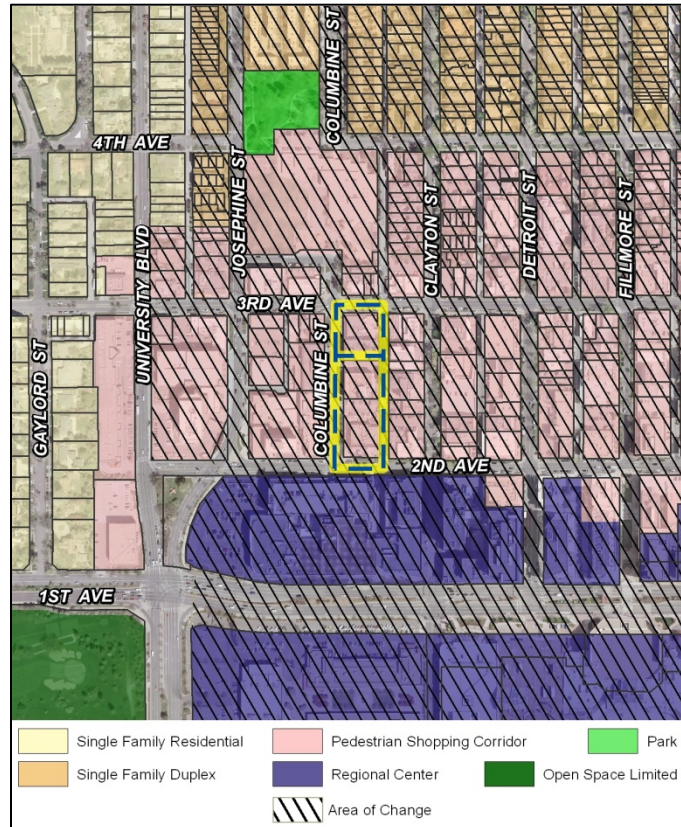 COLUMBINE ST
4TH AVE
JOSEPHINE ST
UNIVERSITY BLVD
CLAYTON ST
DETROIT ST
FILLMORE ST
3RD AVE
GAYLORD ST
COLUMBINE ST
2ND AVE
1ST AVE
Single Family Residential
Pedestrian Shopping Corridor
Park
Single Family Duplex
Regional Center
Open Space Limited
Area of Change